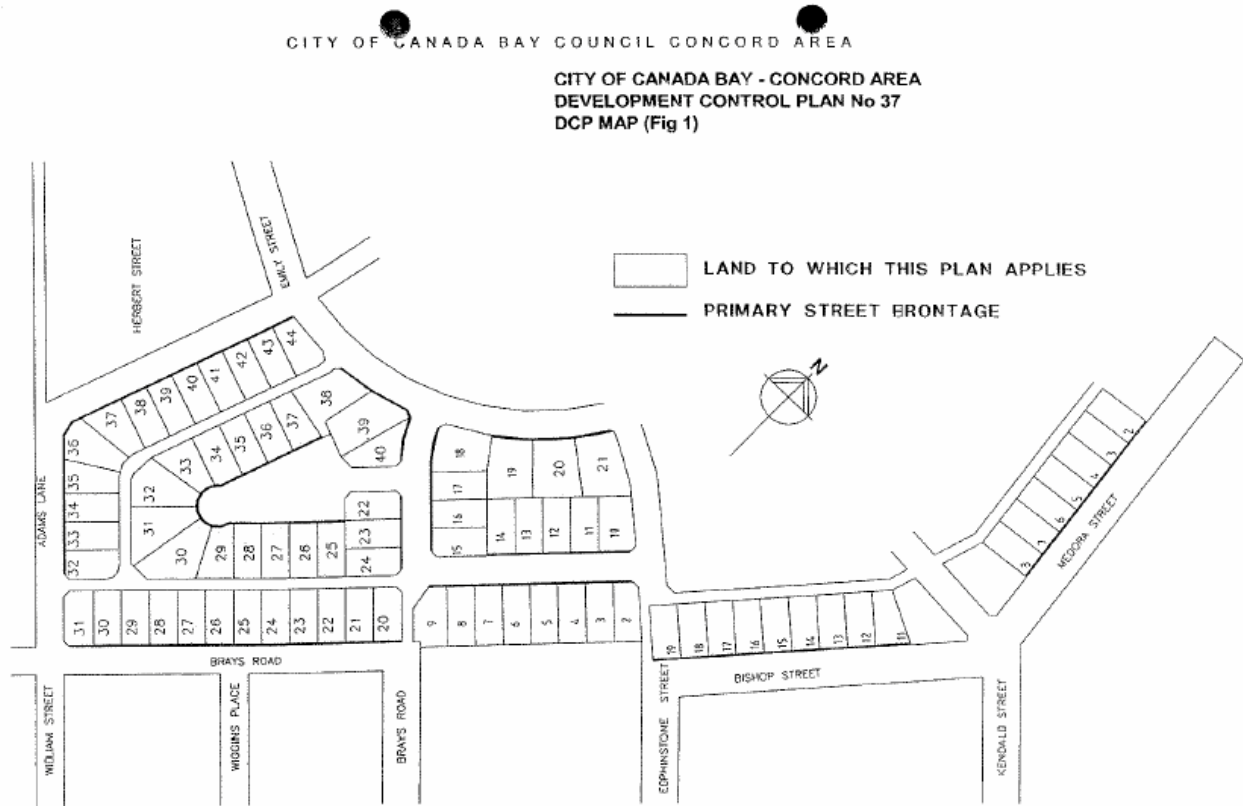 CITY OF CANADA BAY COUNCIL CONCORD AREA
CITY OF CANADA BAY - CONCORD AREA
DEVELOPMENT CONTROL PLAN No 37
DCP MAP (Fig 1)
HERBERT STREET
EMILY STREET
LAND TO WHICH THIS PLAN APPLIES
PRIMARY STREET BRONTAGE
N
ADAMS LANE
36 37 38 39 40 41 42 43 44
35
34
33
32
30 31 32 33 34 35 36 37 38
39
40
29 28 27 26 25
22
23
24
18
17
16
15
19 20 21
14 13 12 11 10
31 30 29 28 27 26 25 24 23 22 21 20
9 8 7 6 5 4 3 2
19 18 17 16 15 14 13 12 11
3 7 6 5 4 3 2
MEDORA STREET
BRAYS ROAD
BISHOP STREET
WIDLIAM STREET
WIGGINS PLACE
BRAYS ROAD
EDPHINSTONE STREET
KENDALD STREET